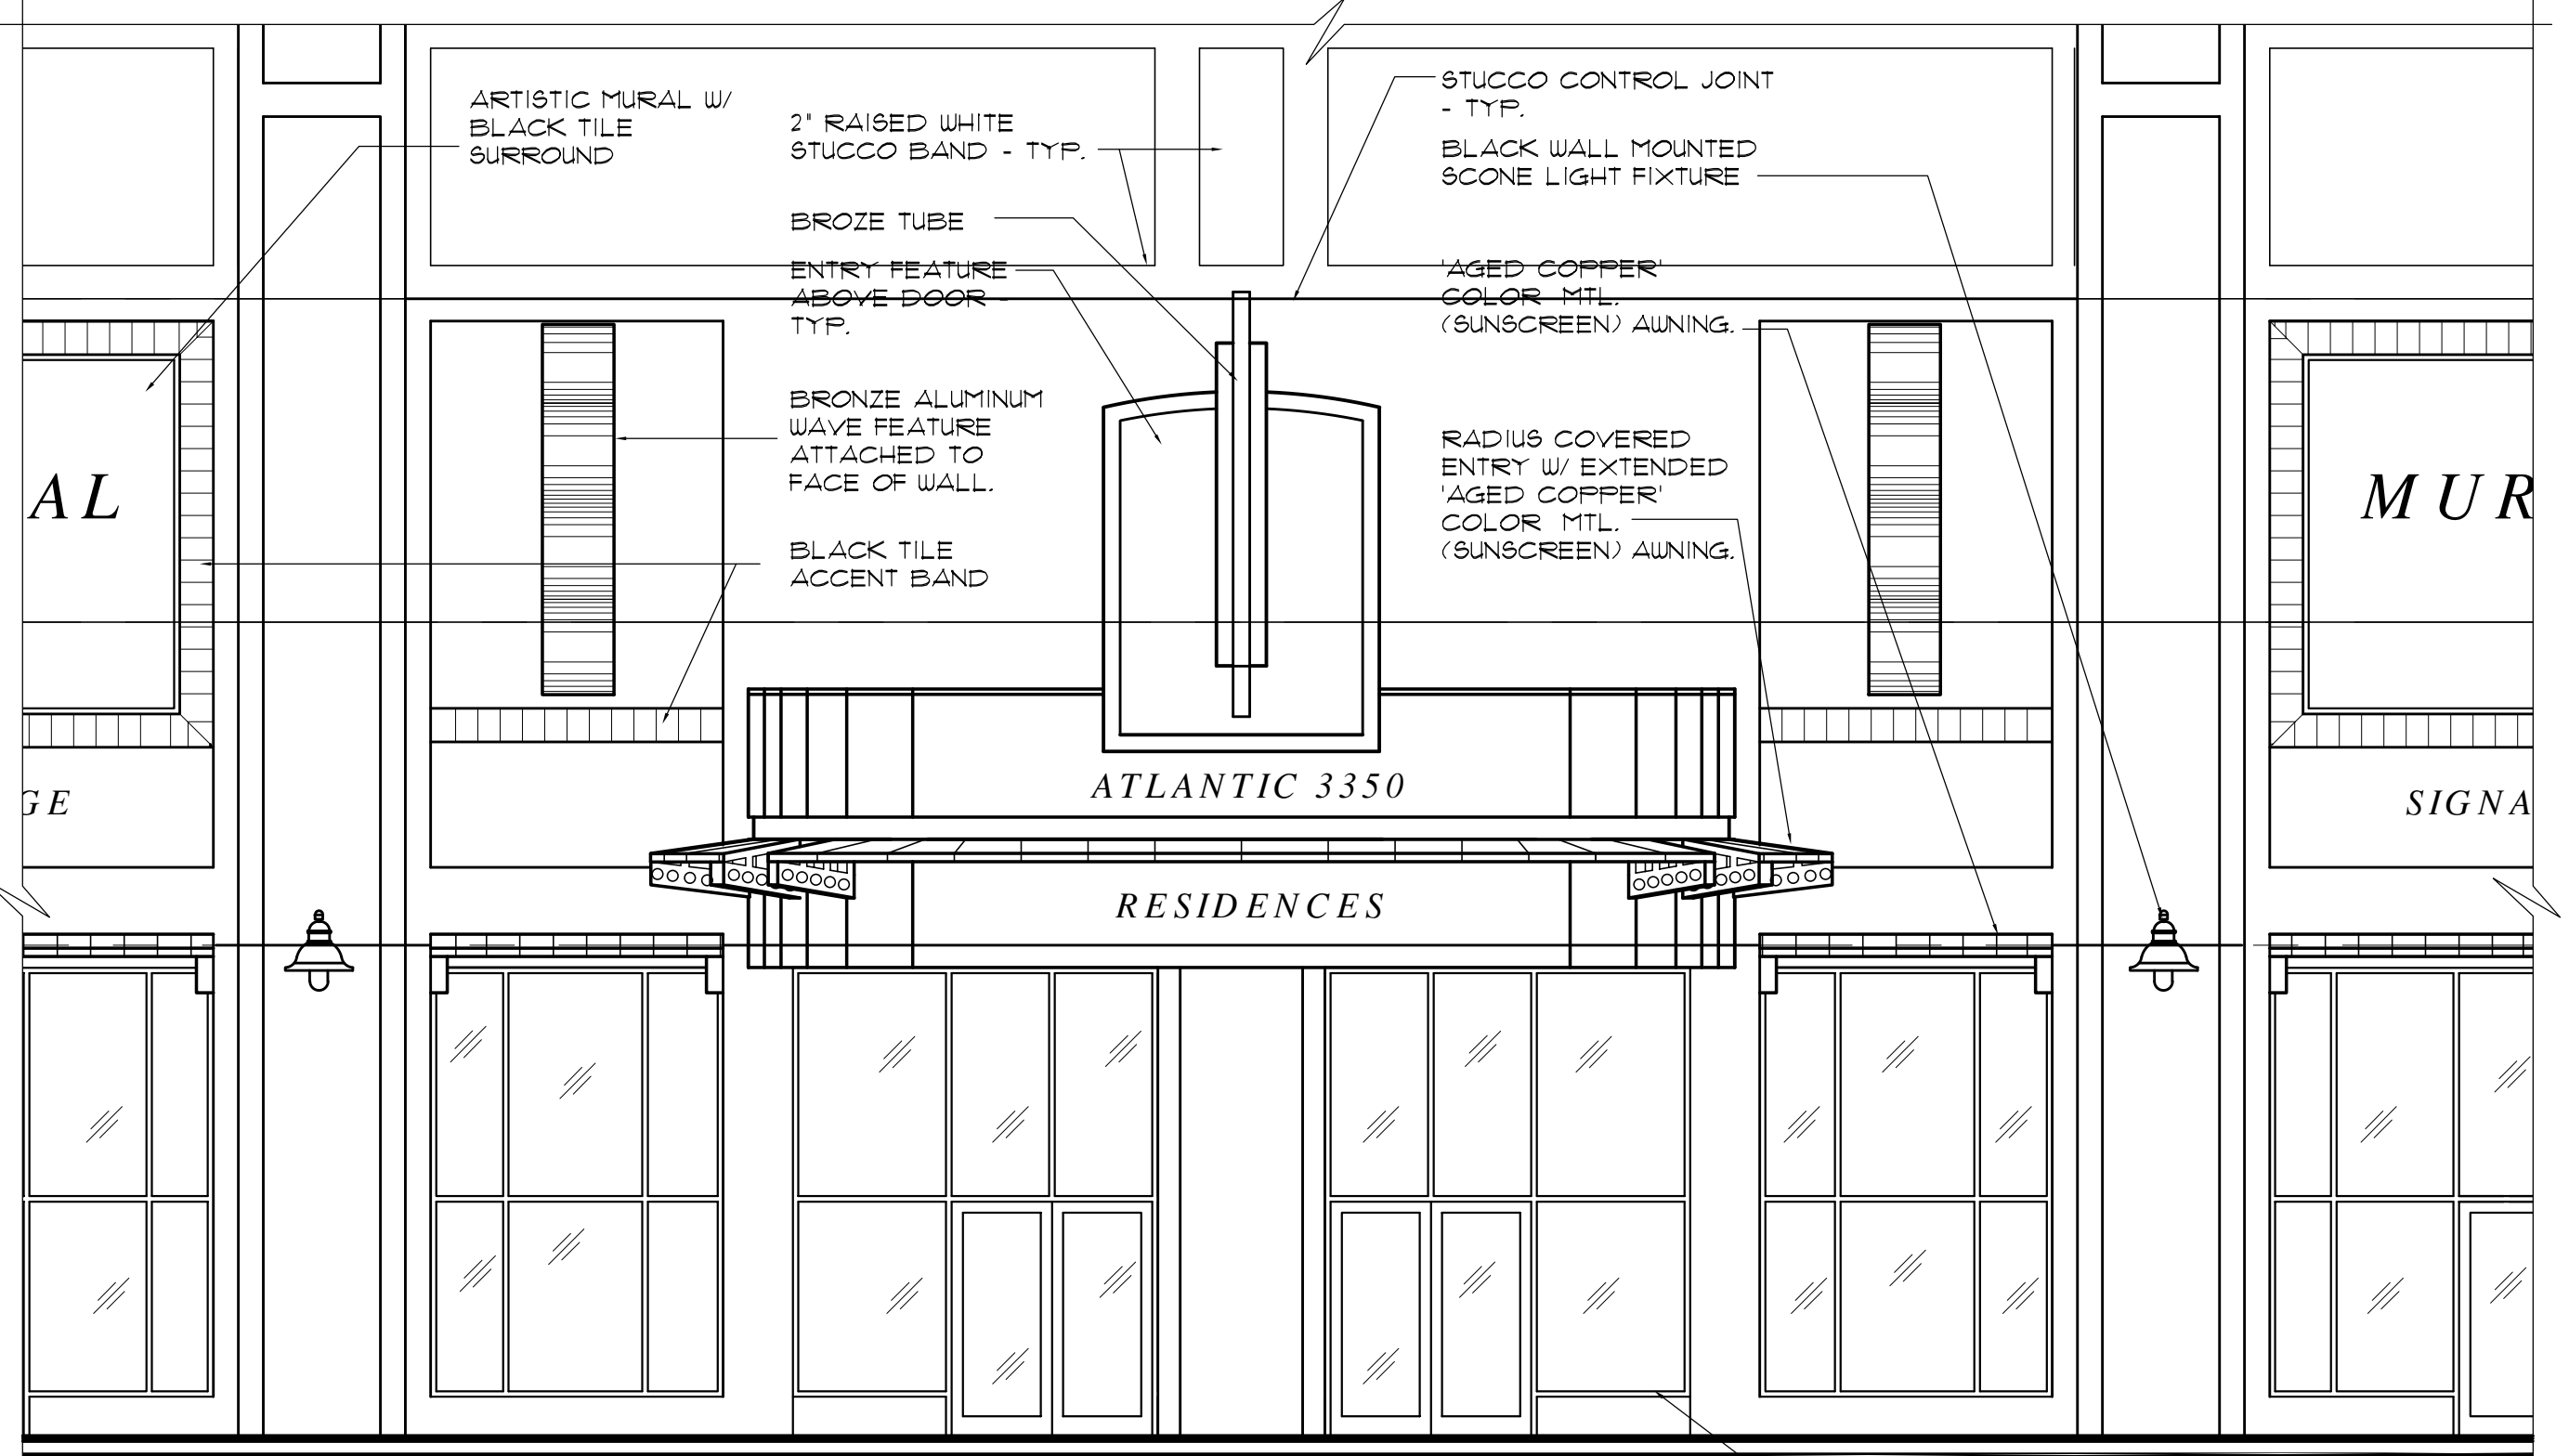 ARTISTIC MURAL W/
BLACK TILE
SURROUND
2" RAISED WHITE
STUCCO BAND - TYP.
BROZE TUBE
ENTRY FEATURE
ABOVE DOOR -
TYP.
BRONZE ALUMINUM
WAVE FEATURE
ATTACHED TO
FACE OF WALL.
BLACK TILE
ACCENT BAND
STUCCO CONTROL JOINT
- TYP.
BLACK WALL MOUNTED
SCONE LIGHT FIXTURE
'AGED COPPER'
COLOR MTL.
(SUNSCREEN) AWNING.
RADIUS COVERED
ENTRY W/ EXTENDED
'AGED COPPER'
COLOR MTL.
(SUNSCREEN) AWNING.
AL
MUR
GE
ATLANTIC 3350
SIGNA
RESIDENCES